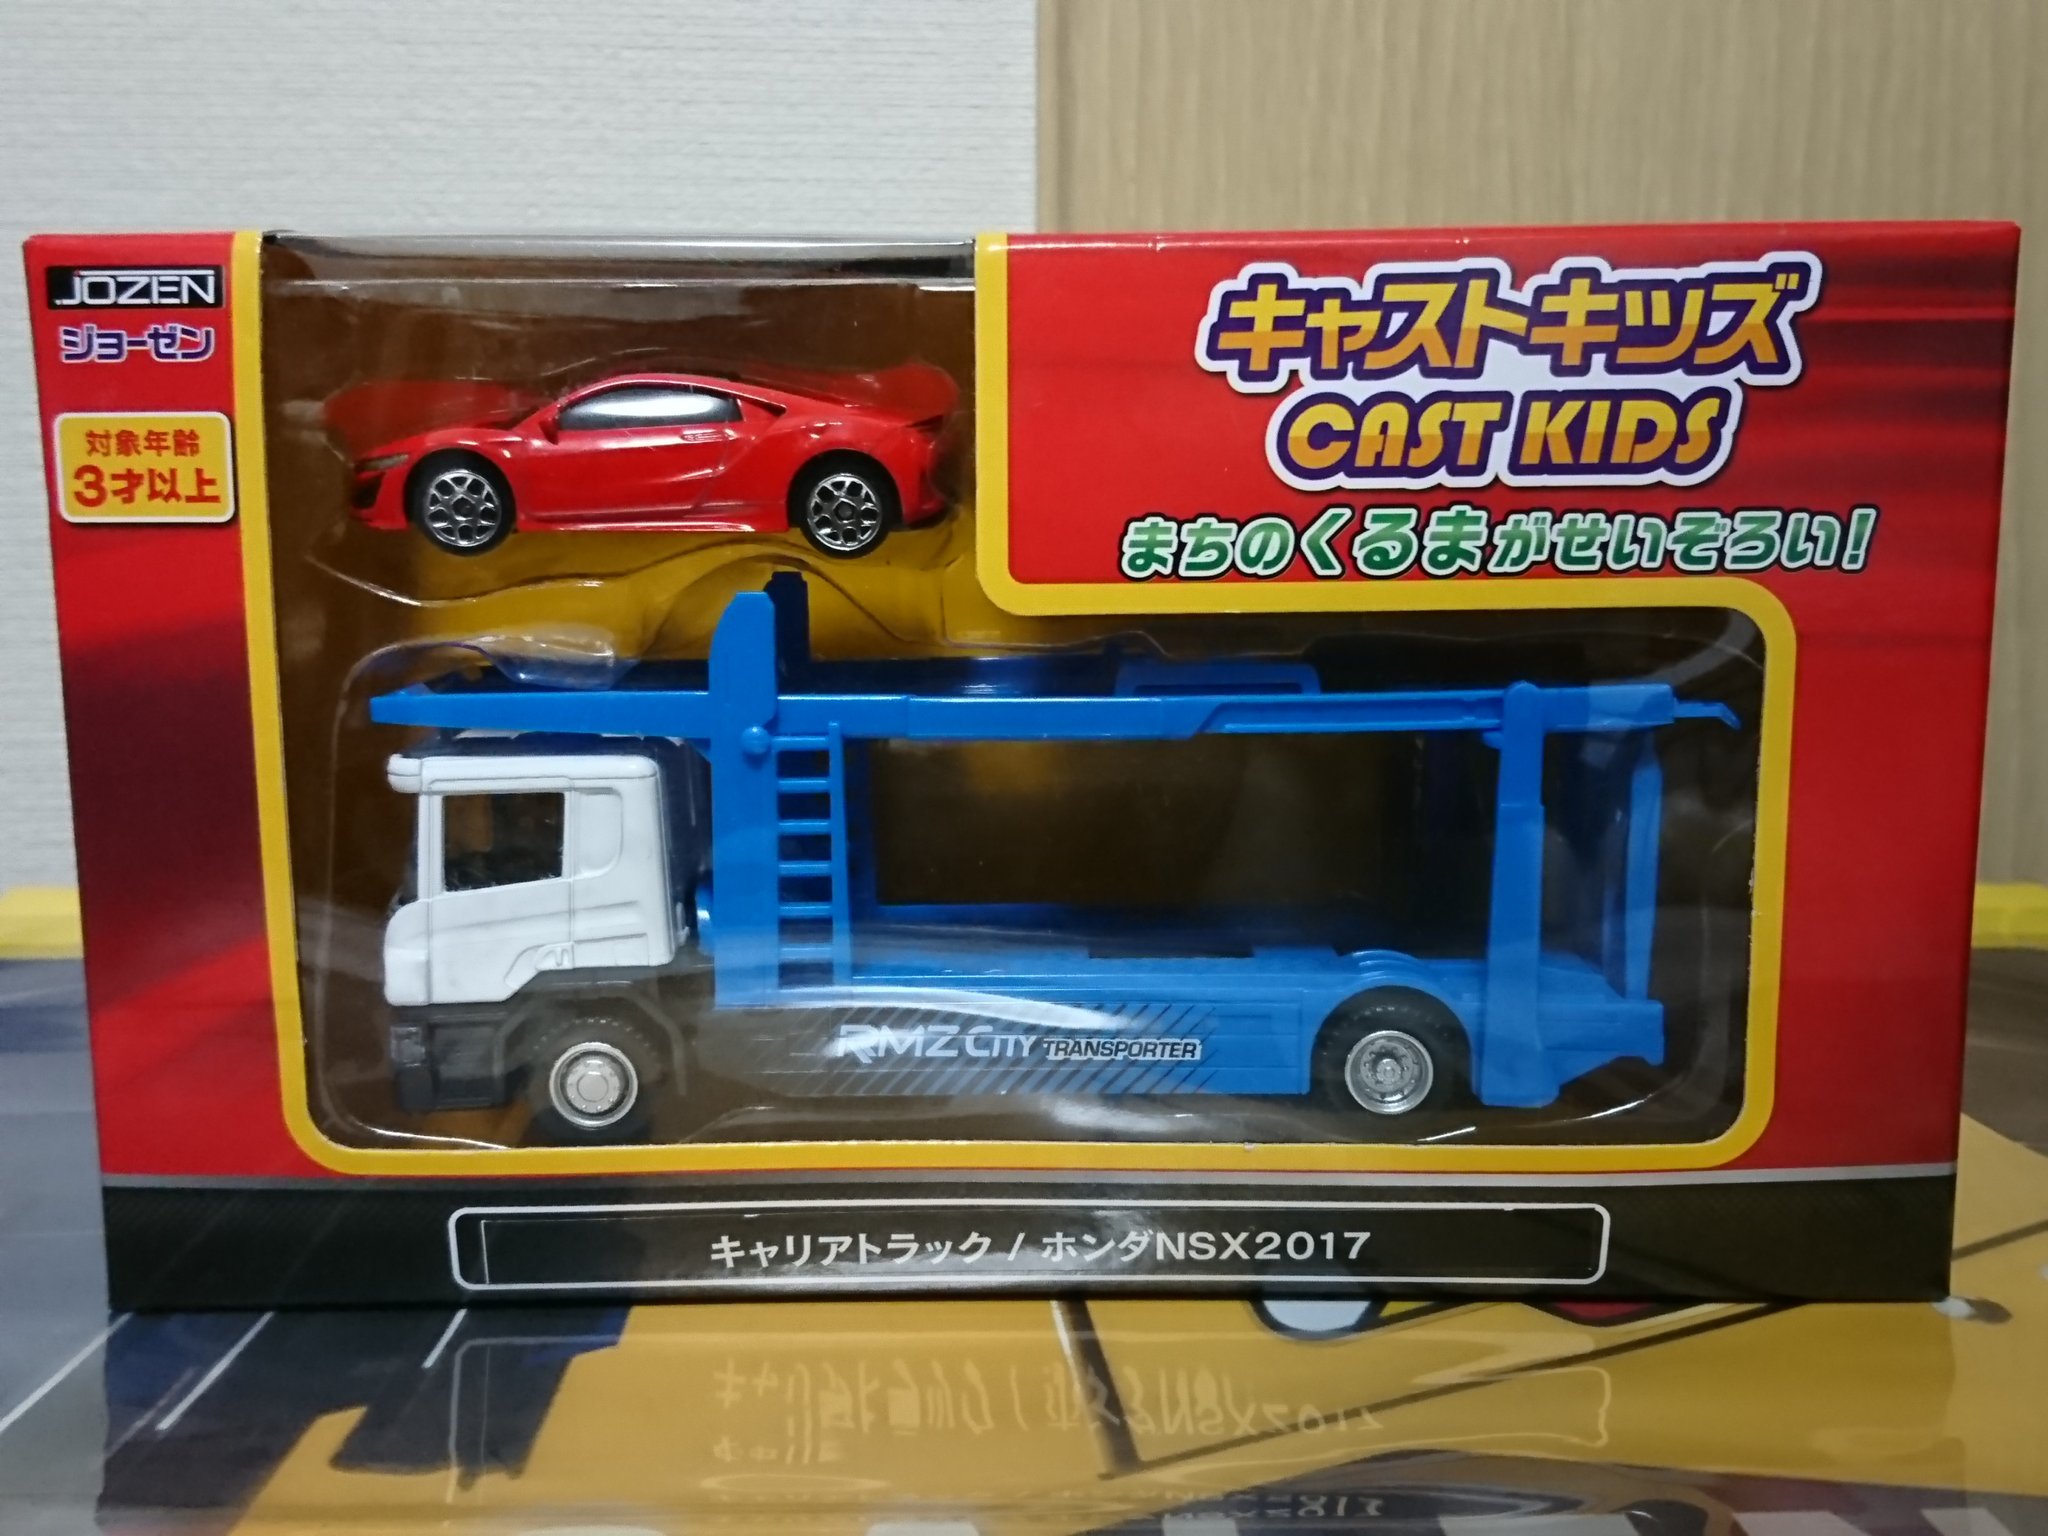 JOZEN
ジョーゼン
対象年齢
3才以上
キャストキッズ
CAST KIDS
まちのくるまがせいぞろい!
RMZ CITY TRANSPORTER
キャリアトラック / ホンダNSX2017